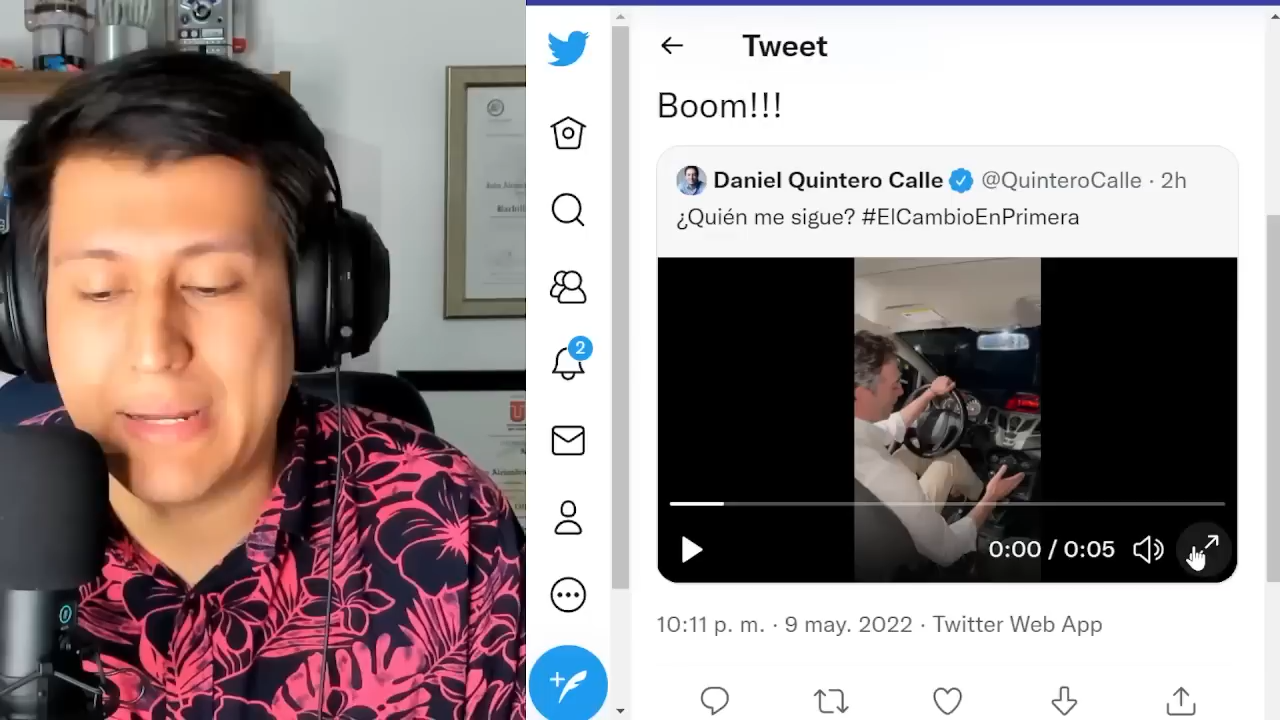 Tweet
Boom!!!
Daniel Quintero Calle @QuinteroCalle · 2h
¿Quién me sigue? #ElCambioEnPrimera
2
0:00 / 0:05
10:11 p. m. · 9 may. 2022 · Twitter Web App